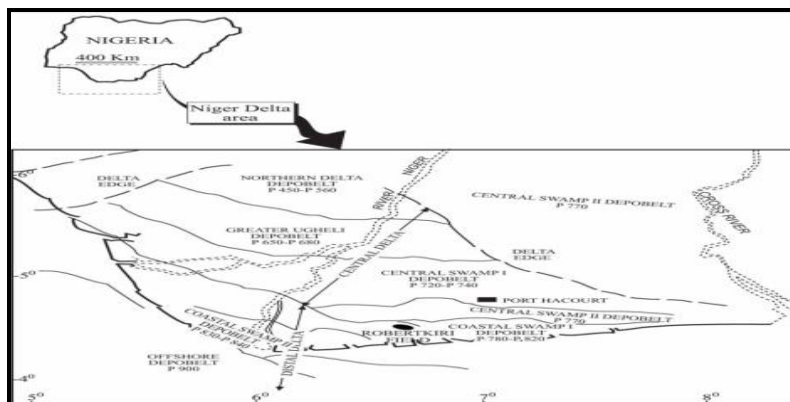 NIGERIA
400 Km
Niger Delta
area
6°
DELTA
EDGE
NORTHERN DELTA
DEPOBELT
P 450-P 560
RIVER NIGER
CENTRAL SWAMP II DEPOBELT
P 770
CROSS RIVER
GREATER UGHELI
DEPOBELT
P 650-P 680
CENTRAL DELTA
DELTA
EDGE
5°
CENTRAL SWAMP I
DEPOBELT
P 720-P 740
PORT HACOURT
CENTRAL SWAMP II DEPOBELT
P 770
COASTAL SWAMP II
DEPOBELT
P 830-P 840
ROBERTKIRI
FIELD
COASTAL SWAMP I
DEPOBELT
P 780-P,820
OFFSHORE
DEPOBELT
P 900
DISTAL DELTA
4°
5°
6°
7°
8°